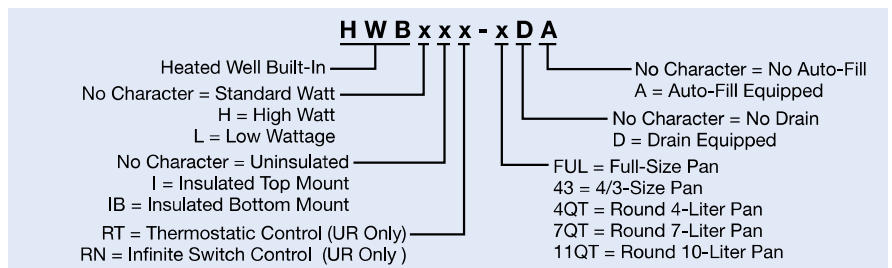 H W B x x x - x D A
Heated Well Built-In
No Character = Standard Watt
H = High Watt
L = Low Wattage
No Character = Uninsulated
I = Insulated Top Mount
IB = Insulated Bottom Mount
RT = Thermostatic Control (UR Only)
RN = Infinite Switch Control (UR Only )
No Character = No Auto-Fill
A = Auto-Fill Equipped
No Character = No Drain
D = Drain Equipped
FUL = Full-Size Pan
43 = 4/3-Size Pan
4QT = Round 4-Liter Pan
7QT = Round 7-Liter Pan
11QT = Round 10-Liter Pan